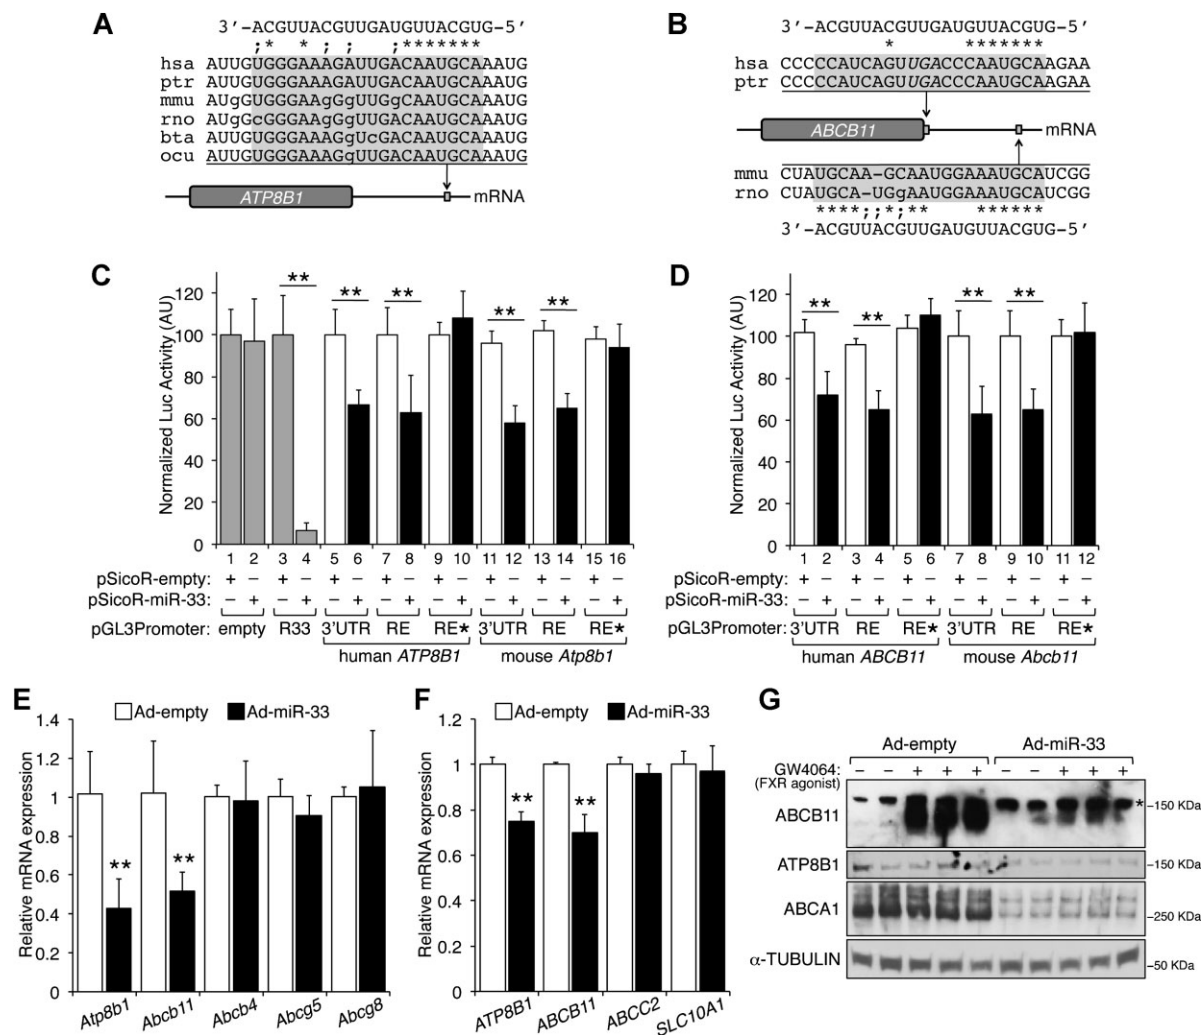 A
3′-ACGUUACGUUGAUGUUACGUG-5′
;* * ; ; ;*******
hsa AUUGUGGGAAAGAUUGACAAUGCAAAUG
ptr AUUGUGGGAAAGAUUGACAAUGCAAAUG
mmu AUgGUGGGAAgGgUUGgCAAUGCAAAUG
rno AUgGcGGGAAgGgUUGACAAUGCAAAUG
bta AUUGUGGGAAAGgUcGACAAUGCAAAUG
ocu AUUGUGGGAAAGgUUGACAAUGCAAAUG
ATP8B1
mRNA
B
3′-ACGUUACGUUGAUGUUACGUG-5′
* *******
hsa CCCCCCAUCAGUUGACCCAAUGCAAGAA
ptr CCCCCCAUCAGUUGACCCAAUGCAAGAA
ABCB11
mRNA
mmu CUAUGCAA-GCAAUGGAAAUGCAUCGG
rno CUAUGCA-UGgAAUGGAAAUGCAUCGG
****;;*;** ******
3′-ACGUUACGUUGAUGUUACGUG-5′
C
Normalized Luc Activity (AU)
120
100
80
60
40
20
0
** ** ** ** **
1 2 3 4 5 6 7 8 9 10 11 12 13 14 15 16
pSicoR-empty: + – + – + – + – + – + – + – + –
pSicoR-miR-33: – + – + – + – + – + – + – + – +
pGL3Promoter: empty R33 3′UTR RE RE* 3′UTR RE RE*
human ATP8B1 mouse Atp8b1
D
Normalized Luc Activity (AU)
120
100
80
60
40
20
0
** ** ** **
1 2 3 4 5 6 7 8 9 10 11 12
pSicoR-empty: + – + – + – + – + – + –
pSicoR-miR-33: – + – + – + – + – + – +
pGL3Promoter: 3′UTR RE RE* 3′UTR RE RE*
human ABCB11 mouse Abcb11
E
Ad-empty Ad-miR-33
Relative mRNA expression
1.4
1.2
1
0.8
0.6
0.4
0.2
0
** **
Atp8b1 Abcb11 Abcb4 Abcg5 Abcg8
F
Ad-empty Ad-miR-33
Relative mRNA expression
1.2
1
0.8
0.6
0.4
0.2
0
** **
ATP8B1 ABCB11 ABCC2 SLC10A1
G
Ad-empty Ad-miR-33
GW4064: – – + + + – – + + +
(FXR agonist)
ABCB11 * –150 KDa
ATP8B1 –150 KDa
ABCA1 –250 KDa
α-TUBULIN –50 KDa